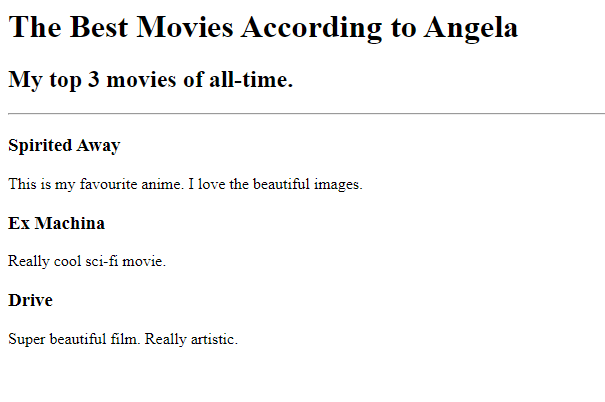 The Best Movies According to Angela
My top 3 movies of all-time.
Spirited Away
This is my favourite anime. I love the beautiful images.
Ex Machina
Really cool sci-fi movie.
Drive
Super beautiful film. Really artistic.